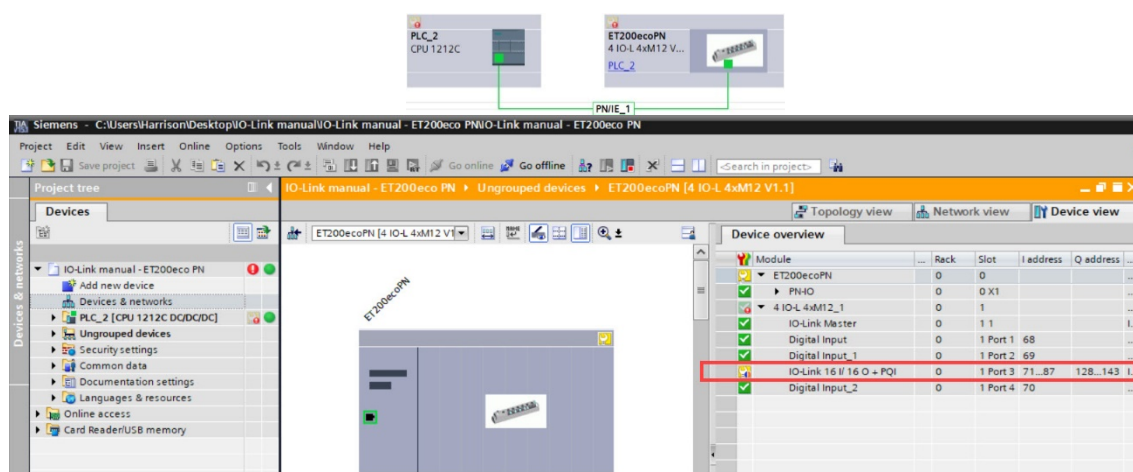 PLC_2
CPU 1212C
ET200ecoPN
4 IO-L 4xM12 V...
PLC_2
PN/IE_1
Siemens - C:\Users\Harrison\Desktop\IO-Link manual\IO-Link manual - ET200eco PN\IO-Link manual - ET200eco PN
Project Edit View Insert Online Options Tools Window Help
Save project Go online Go offline <Search in project>
Project tree
IO-Link manual - ET200eco PN ▸ Ungrouped devices ▸ ET200ecoPN [4 IO-L 4xM12 V1.1]
Devices
Topology view Network view Device view
ET200ecoPN [4 IO-L 4xM12 V1
Device overview
Devices & networks
IO-Link manual - ET200eco PN
Add new device
Devices & networks
PLC_2 [CPU 1212C DC/DC/DC]
Ungrouped devices
Security settings
Common data
Documentation settings
Languages & resources
Online access
Card Reader/USB memory
ET200ecoPN
Module ... Rack Slot I address Q address ...
ET200ecoPN 0 0
PN-IO 0 0 X1
4 IO-L 4xM12_1 0 1
IO-Link Master 0 1 1 I..
Digital Input 0 1 Port 1 68
Digital Input_1 0 1 Port 2 69
IO-Link 16 I/ 16 O + PQI 0 1 Port 3 71...87 128...143 I..
Digital Input_2 0 1 Port 4 70